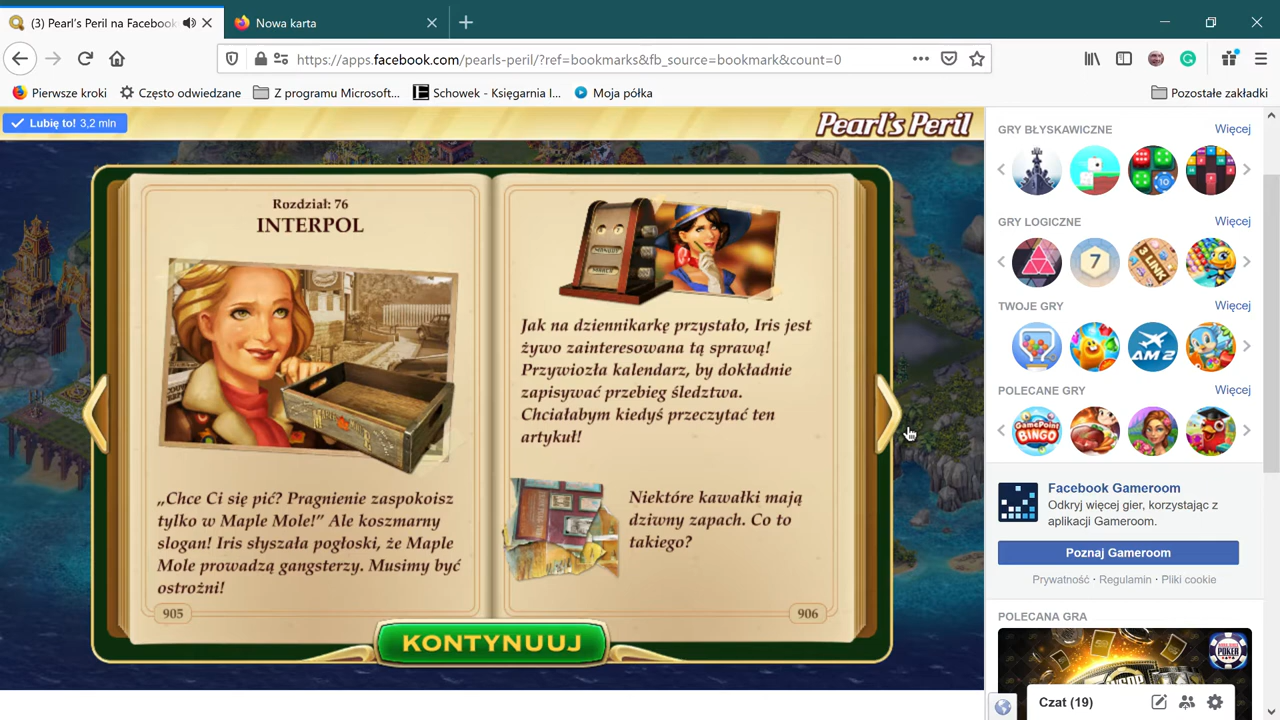 (3) Pearl's Peril na Facebook
Nowa karta
https://apps.facebook.com/pearls-peril/?ref=bookmarks&fb_source=bookmark&count=0
Pierwsze kroki
Często odwiedzane
Z programu Microsoft...
Schowek - Księgarnia I...
Moja półka
Pozostałe zakładki
Lubię to! 3,2 mln
Pearl's Peril
Rozdział: 76
INTERPOL
„Chce Ci się pić? Pragnienie zaspokoisz
tylko w Maple Mole!” Ale koszmarny
slogan! Iris słyszała pogłoski, że Maple
Mole prowadzą gangsterzy. Musimy być
ostrożni!
905
Jak na dziennikarkę przystało, Iris jest
żywo zainteresowana tą sprawą!
Przywiozła kalendarz, by dokładnie
zapisywać przebieg śledztwa.
Chciałabym kiedyś przeczytać ten
artykuł!
Niektóre kawałki mają
dziwny zapach. Co to
takiego?
906
KONTYNUUJ
GRY BŁYSKAWICZNE
Więcej
10
GRY LOGICZNE
Więcej
7
3 LINK
TWOJE GRY
Więcej
AM 2
POLECANE GRY
Więcej
GamePoint
BINGO
Facebook Gameroom
Odkryj więcej gier, korzystając z
aplikacji Gameroom.
Poznaj Gameroom
Prywatność · Regulamin · Pliki cookie
POLECANA GRA
POKER
Czat (19)